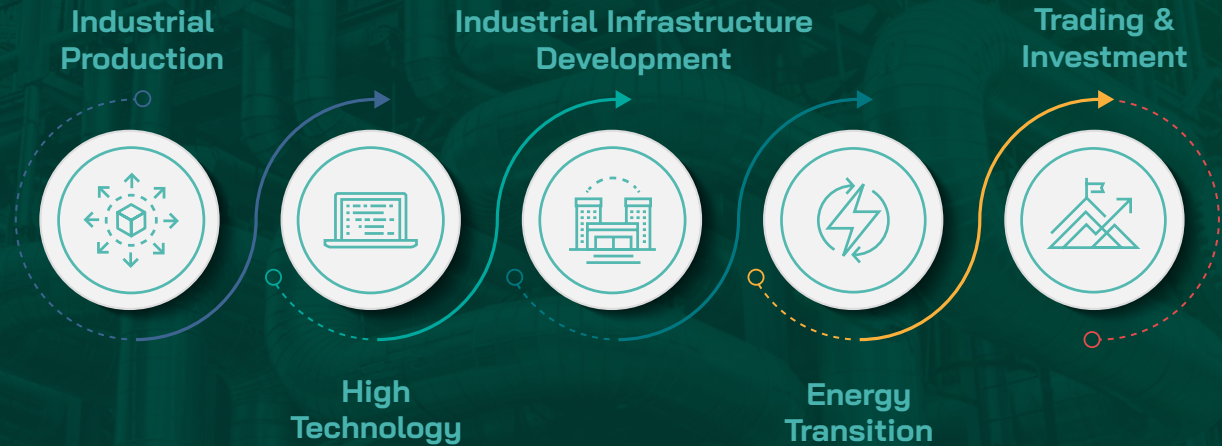 Industrial
Production
High
Technology
Industrial Infrastructure
Development
Energy
Transition
Trading &
Investment